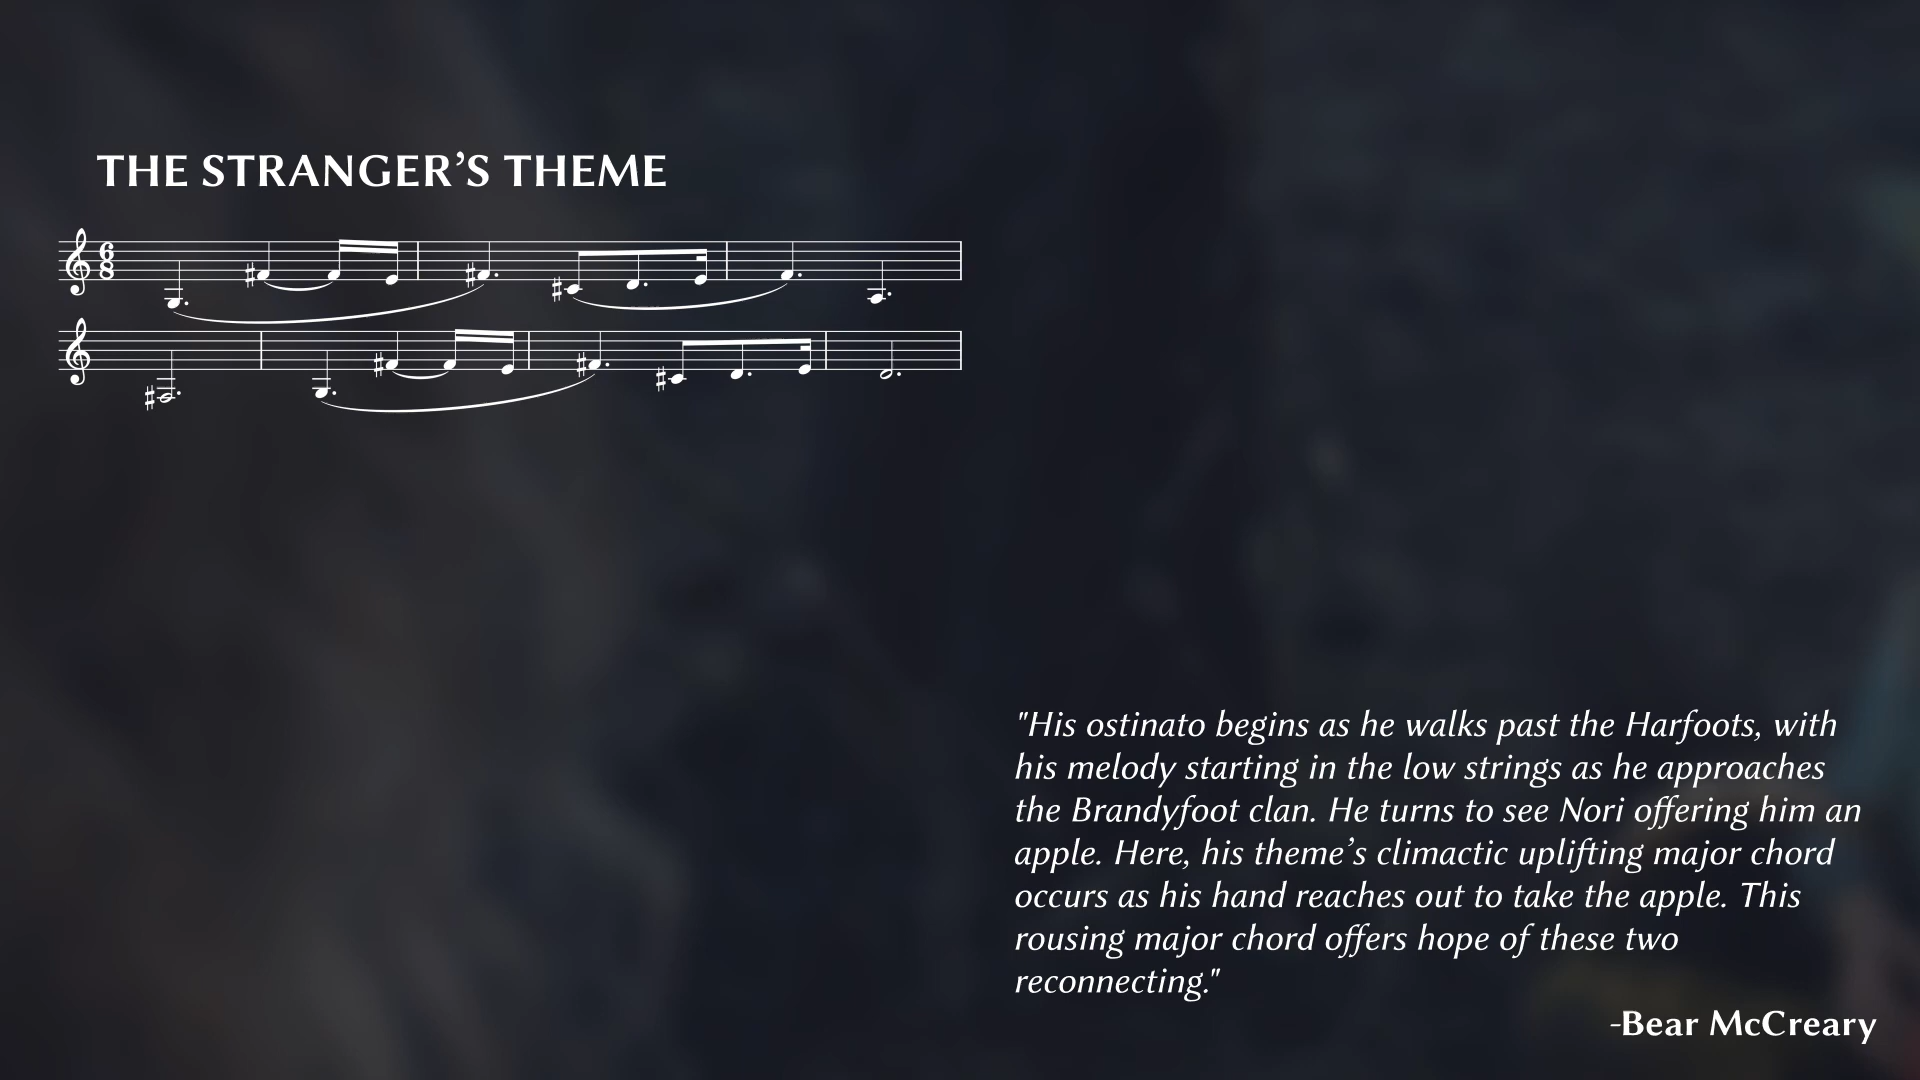 THE STRANGER’S THEME
6
8
"His ostinato begins as he walks past the Harfoots, with
his melody starting in the low strings as he approaches
the Brandyfoot clan. He turns to see Nori offering him an
apple. Here, his theme’s climactic uplifting major chord
occurs as his hand reaches out to take the apple. This
rousing major chord offers hope of these two
reconnecting."
-Bear McCreary